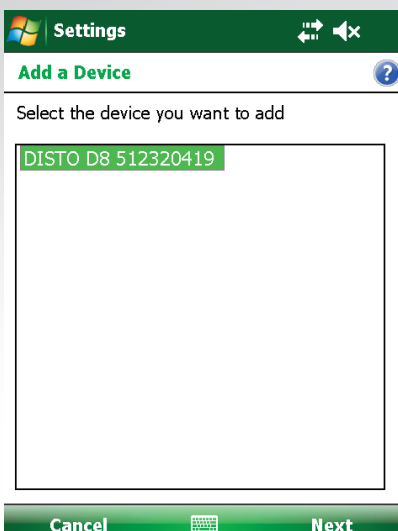 Settings
Add a Device
?
Select the device you want to add
DISTO D8 512320419
Cancel Next